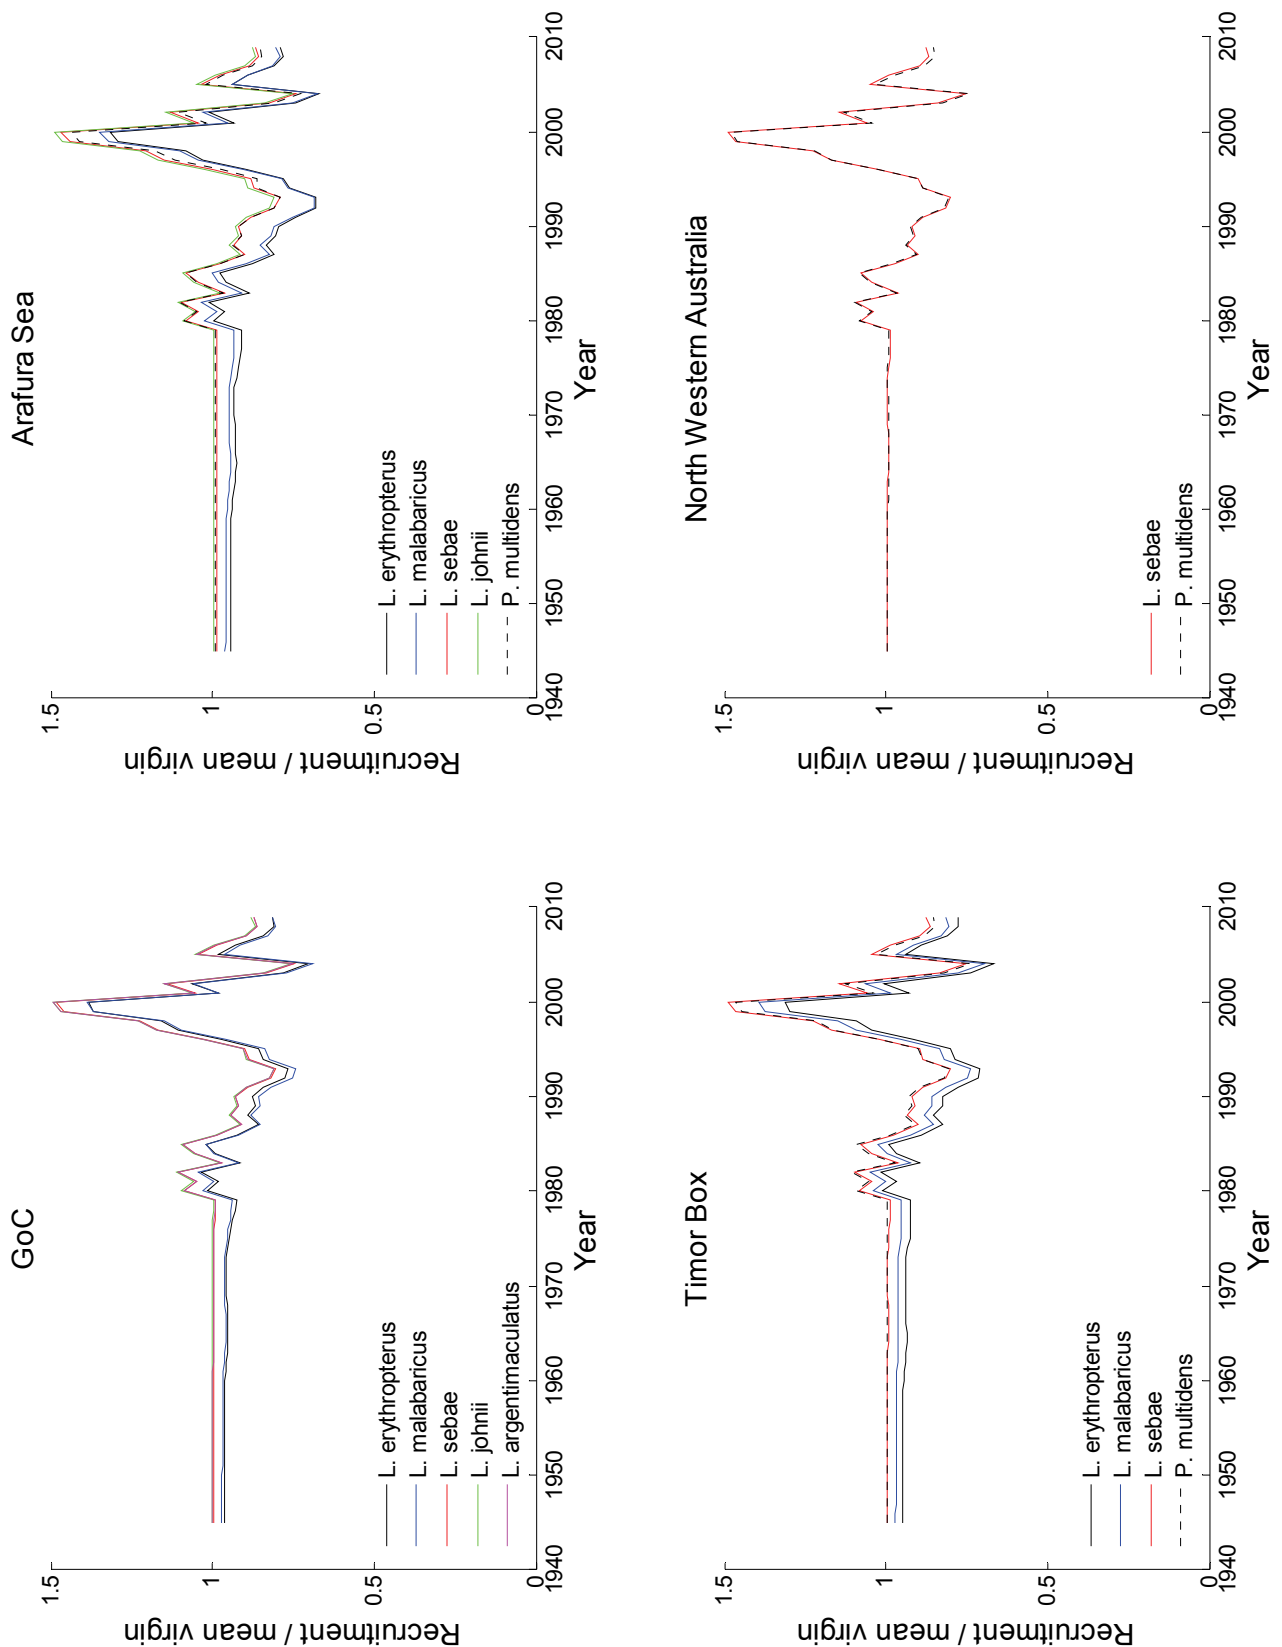 GoC
Recruitment / mean virgin
1.5
1
0.5
0
L. erythropterus
L. malabaricus
L. sebae
L. johnii
L. argentimaculatus
1940 1950 1960 1970 1980 1990 2000 2010
Year
Arafura Sea
Recruitment / mean virgin
1.5
1
0.5
0
L. erythropterus
L. malabaricus
L. sebae
L. johnii
P. multidens
1940 1950 1960 1970 1980 1990 2000 2010
Year
Timor Box
Recruitment / mean virgin
1.5
1
0.5
0
L. erythropterus
L. malabaricus
L. sebae
P. multidens
1940 1950 1960 1970 1980 1990 2000 2010
Year
North Western Australia
Recruitment / mean virgin
1.5
1
0.5
0
L. sebae
P. multidens
1940 1950 1960 1970 1980 1990 2000 2010
Year